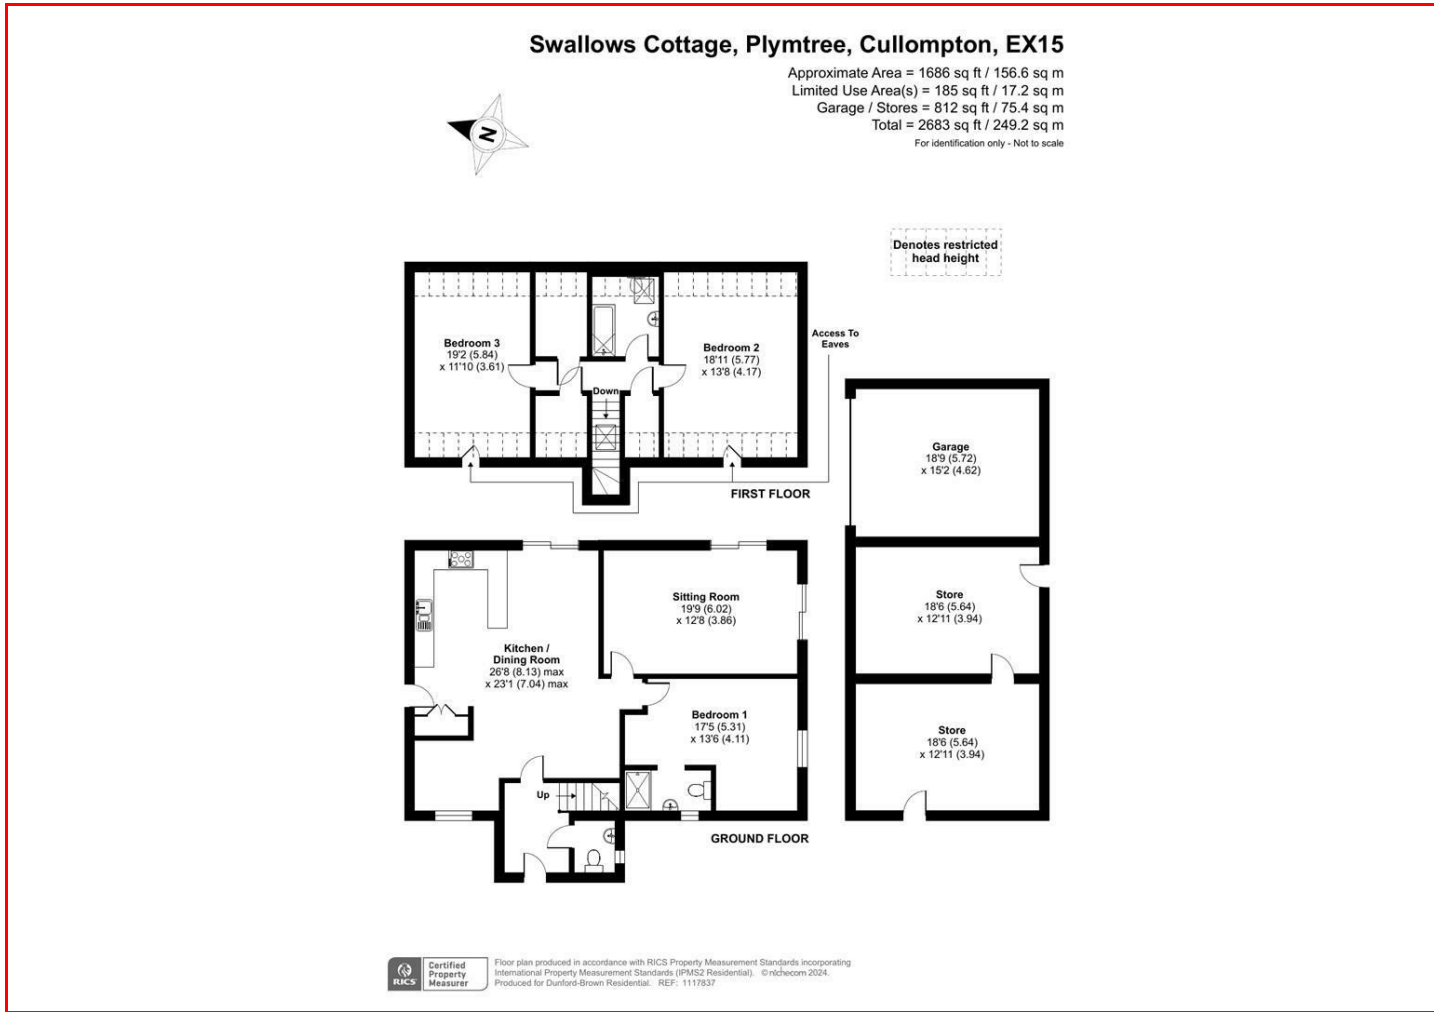 Swallows Cottage, Plymtree, Cullompton, EX15
Approximate Area = 1686 sq ft / 156.6 sq m
Limited Use Area(s) = 185 sq ft / 17.2 sq m
Garage / Stores = 812 sq ft / 75.4 sq m
Total = 2683 sq ft / 249.2 sq m
For identification only - Not to scale
N
Denotes restricted
head height
Bedroom 3
19'2 (5.84)
x 11'10 (3.61)
Down
Bedroom 2
18'11 (5.77)
x 13'8 (4.17)
Access To
Eaves
FIRST FLOOR
Garage
18'9 (5.72)
x 15'2 (4.62)
Store
18'6 (5.64)
x 12'11 (3.94)
Store
18'6 (5.64)
x 12'11 (3.94)
Sitting Room
19'9 (6.02)
x 12'8 (3.86)
Kitchen /
Dining Room
26'8 (8.13) max
x 23'1 (7.04) max
Bedroom 1
17'5 (5.31)
x 13'6 (4.11)
Up
GROUND FLOOR
RICS
Certified
Property
Measurer
Floor plan produced in accordance with RICS Property Measurement Standards incorporating
International Property Measurement Standards (IPMS2 Residential). © nichecom 2024.
Produced for Dunford-Brown Residential. REF: 1117837